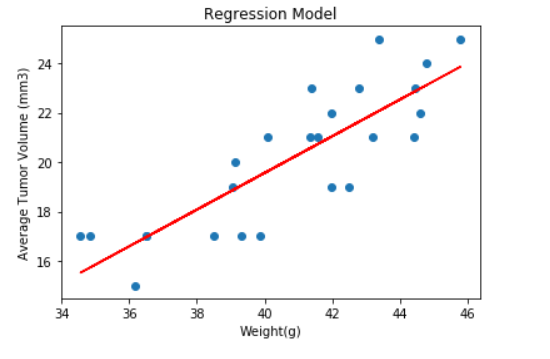 Regression Model
Average Tumor Volume (mm3)
24
22
20
18
16
34 36 38 40 42 44 46
Weight(g)